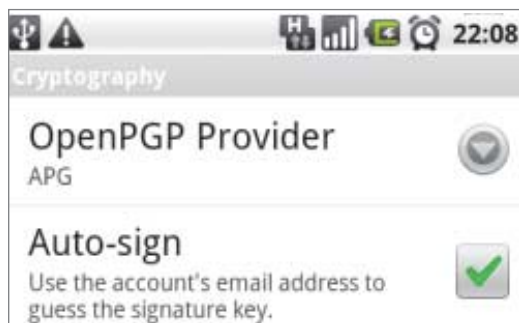 H 22:08
Cryptography
OpenPGP Provider
APG
Auto-sign
Use the account's email address to
guess the signature key.